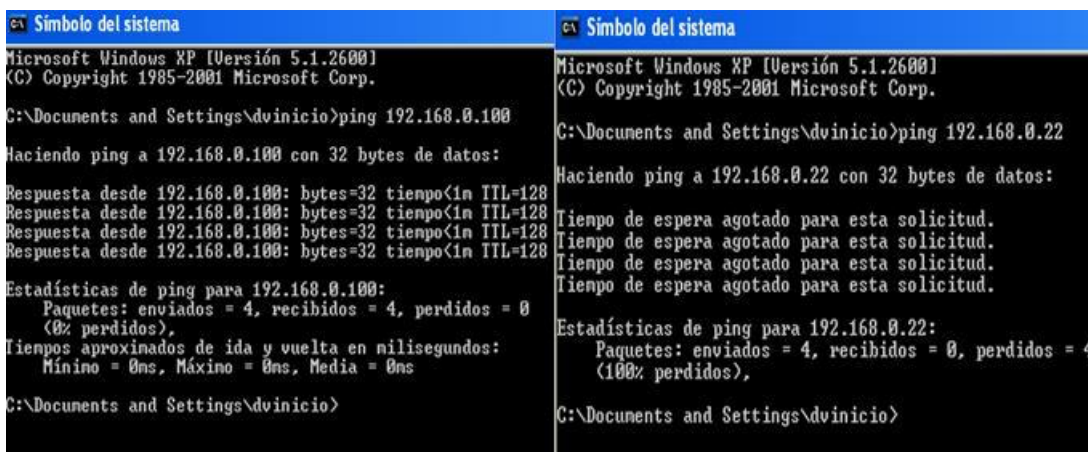 Símbolo del sistema
Microsoft Windows XP [Versión 5.1.2600]
(C) Copyright 1985-2001 Microsoft Corp.
C:\Documents and Settings\dvinicio>ping 192.168.0.100
Haciendo ping a 192.168.0.100 con 32 bytes de datos:
Respuesta desde 192.168.0.100: bytes=32 tiempo<1m TTL=128
Respuesta desde 192.168.0.100: bytes=32 tiempo<1m TTL=128
Respuesta desde 192.168.0.100: bytes=32 tiempo<1m TTL=128
Respuesta desde 192.168.0.100: bytes=32 tiempo<1m TTL=128
Estadísticas de ping para 192.168.0.100:
Paquetes: enviados = 4, recibidos = 4, perdidos = 0
(0% perdidos),
Tiempos aproximados de ida y vuelta en milisegundos:
Mínimo = 0ms, Máximo = 0ms, Media = 0ms
C:\Documents and Settings\dvinicio>
Símbolo del sistema
Microsoft Windows XP [Versión 5.1.2600]
(C) Copyright 1985-2001 Microsoft Corp.
C:\Documents and Settings\dvinicio>ping 192.168.0.22
Haciendo ping a 192.168.0.22 con 32 bytes de datos:
Tiempo de espera agotado para esta solicitud.
Tiempo de espera agotado para esta solicitud.
Tiempo de espera agotado para esta solicitud.
Tiempo de espera agotado para esta solicitud.
Estadísticas de ping para 192.168.0.22:
Paquetes: enviados = 4, recibidos = 0, perdidos = 4
(100% perdidos),
C:\Documents and Settings\dvinicio>